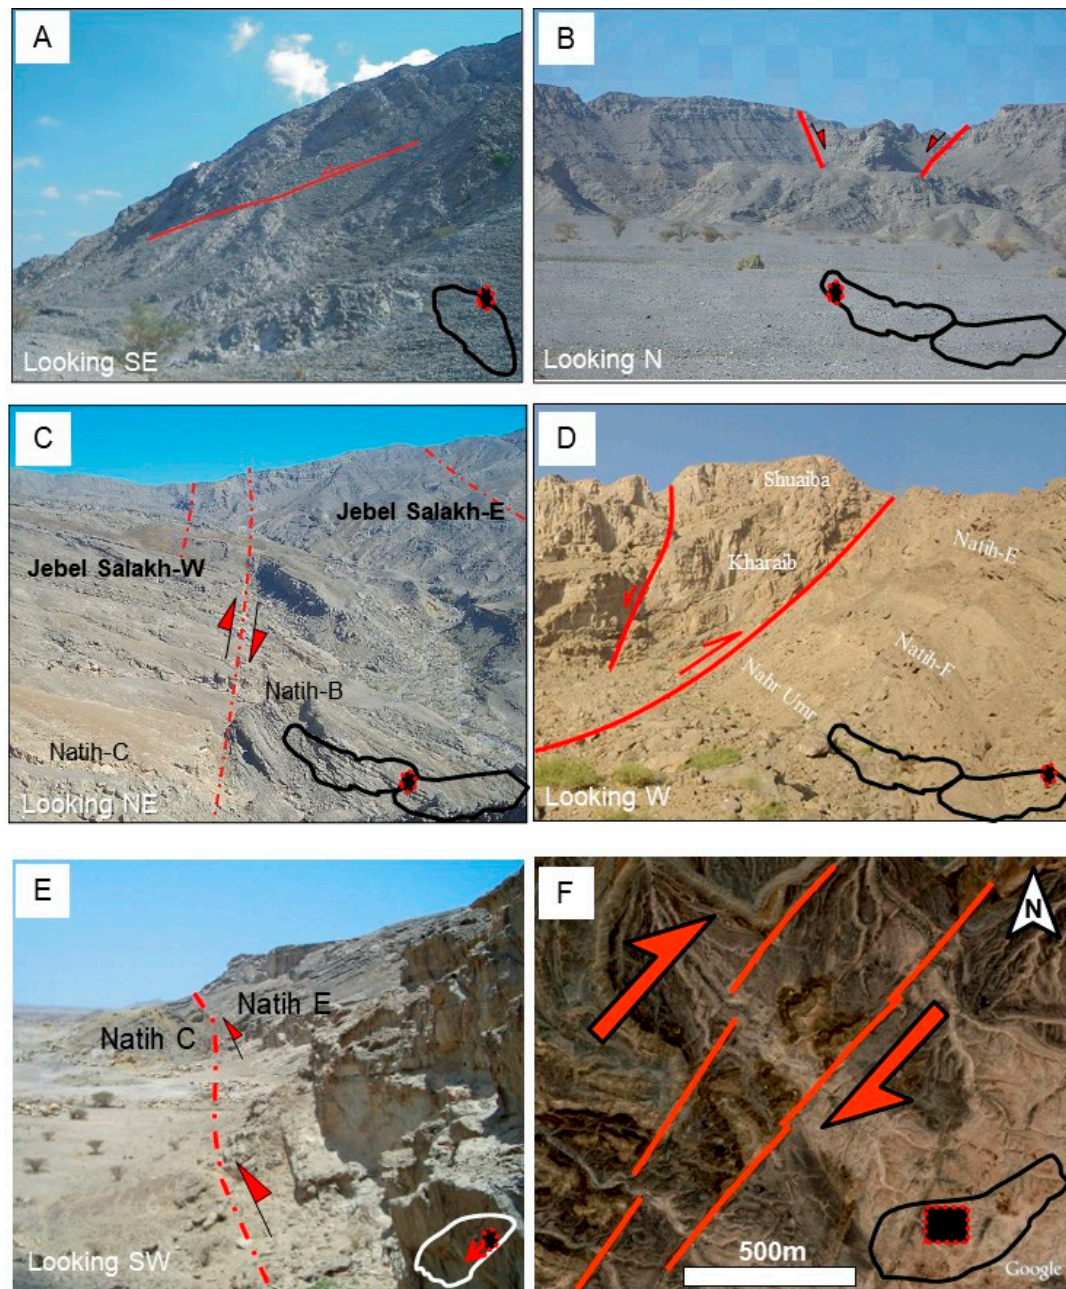 A
Looking SE
B
Looking N
C
Jebel Salakh-E
Jebel Salakh-W
Natih-B
Natih-C
Looking NE
D
Shuaiba
Kharaib
Natih-E
Natih-F
Nahr Umr
Looking W
E
Natih E
Natih C
Looking SW
F
N
500m
Google